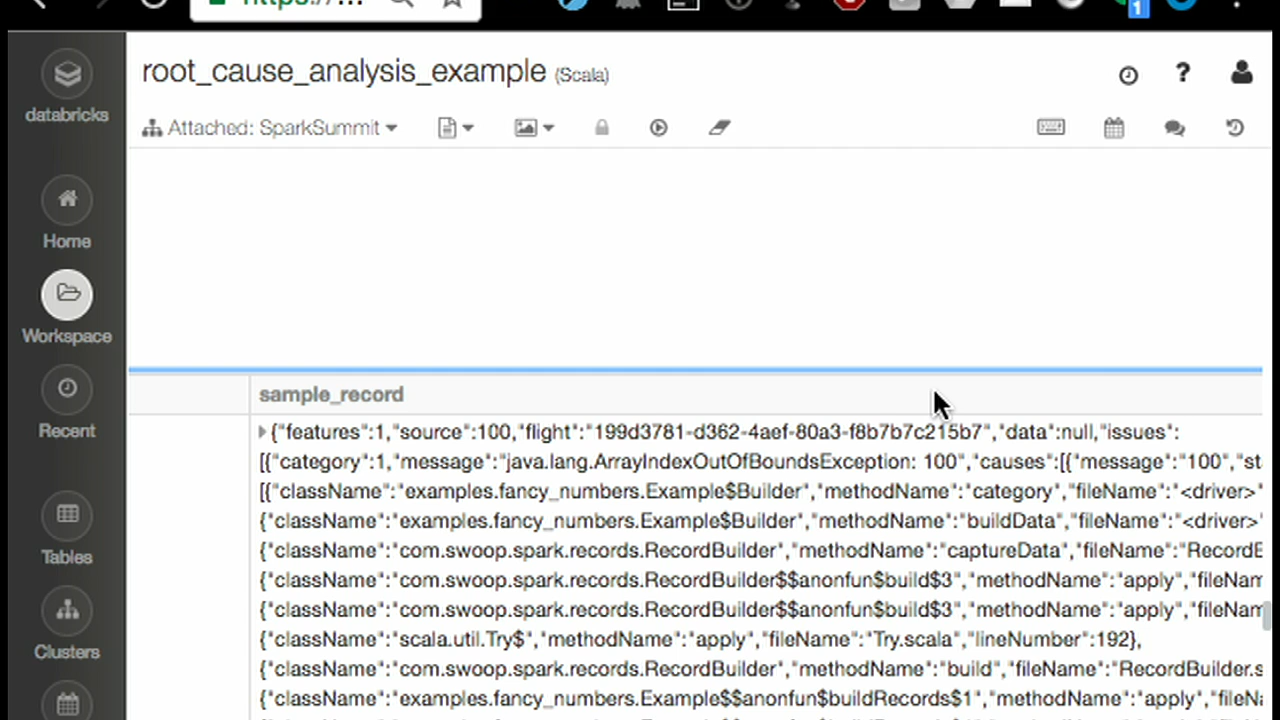 https://...
1
root_cause_analysis_example (Scala)
databricks
Attached: SparkSummit
Home
Workspace
Recent
Tables
Clusters
sample_record
{"features":1,"source":100,"flight":"199d3781-d362-4aef-80a3-f8b7b7c215b7","data":null,"issues":
[{"category":1,"message":"java.lang.ArrayIndexOutOfBoundsException: 100","causes":[{"message":"100","st
[{"className":"examples.fancy_numbers.Example$Builder","methodName":"category","fileName":"<driver>"
{"className":"examples.fancy_numbers.Example$Builder","methodName":"buildData","fileName":"<driver>"
{"className":"com.swoop.spark.records.RecordBuilder","methodName":"captureData","fileName":"RecordB
{"className":"com.swoop.spark.records.RecordBuilder$$anonfun$build$3","methodName":"apply","fileNam
{"className":"com.swoop.spark.records.RecordBuilder$$anonfun$build$3","methodName":"apply","fileNam
{"className":"scala.util.Try$","methodName":"apply","fileName":"Try.scala","lineNumber":192},
{"className":"com.swoop.spark.records.RecordBuilder","methodName":"build","fileName":"RecordBuilder.s
{"className":"examples.fancy_numbers.Example$$anonfun$buildRecords$1","methodName":"apply","fileNa